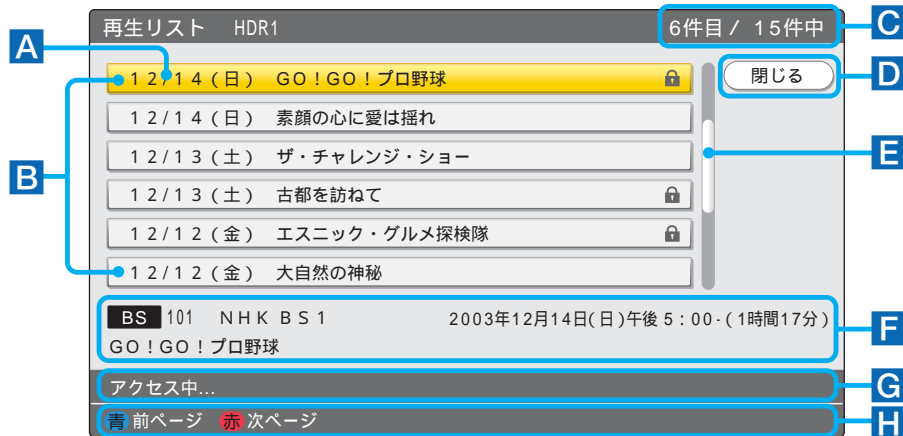 再生リスト HDR1 6件目 / 15件中
C
A
12/14(日) GO!GO!プロ野球
閉じる
D
12/14(日) 素顔の心に愛は揺れ
12/13(土) ザ・チャレンジ・ショー
E
B
12/13(土) 古都を訪ねて
12/12(金) エスニック・グルメ探検隊
12/12(金) 大自然の神秘
BS 101 NHK BS1 2003年12月14日(日)午後5:00-(1時間17分)
GO!GO!プロ野球
F
アクセス中...
G
青 前ページ 赤 次ページ
H